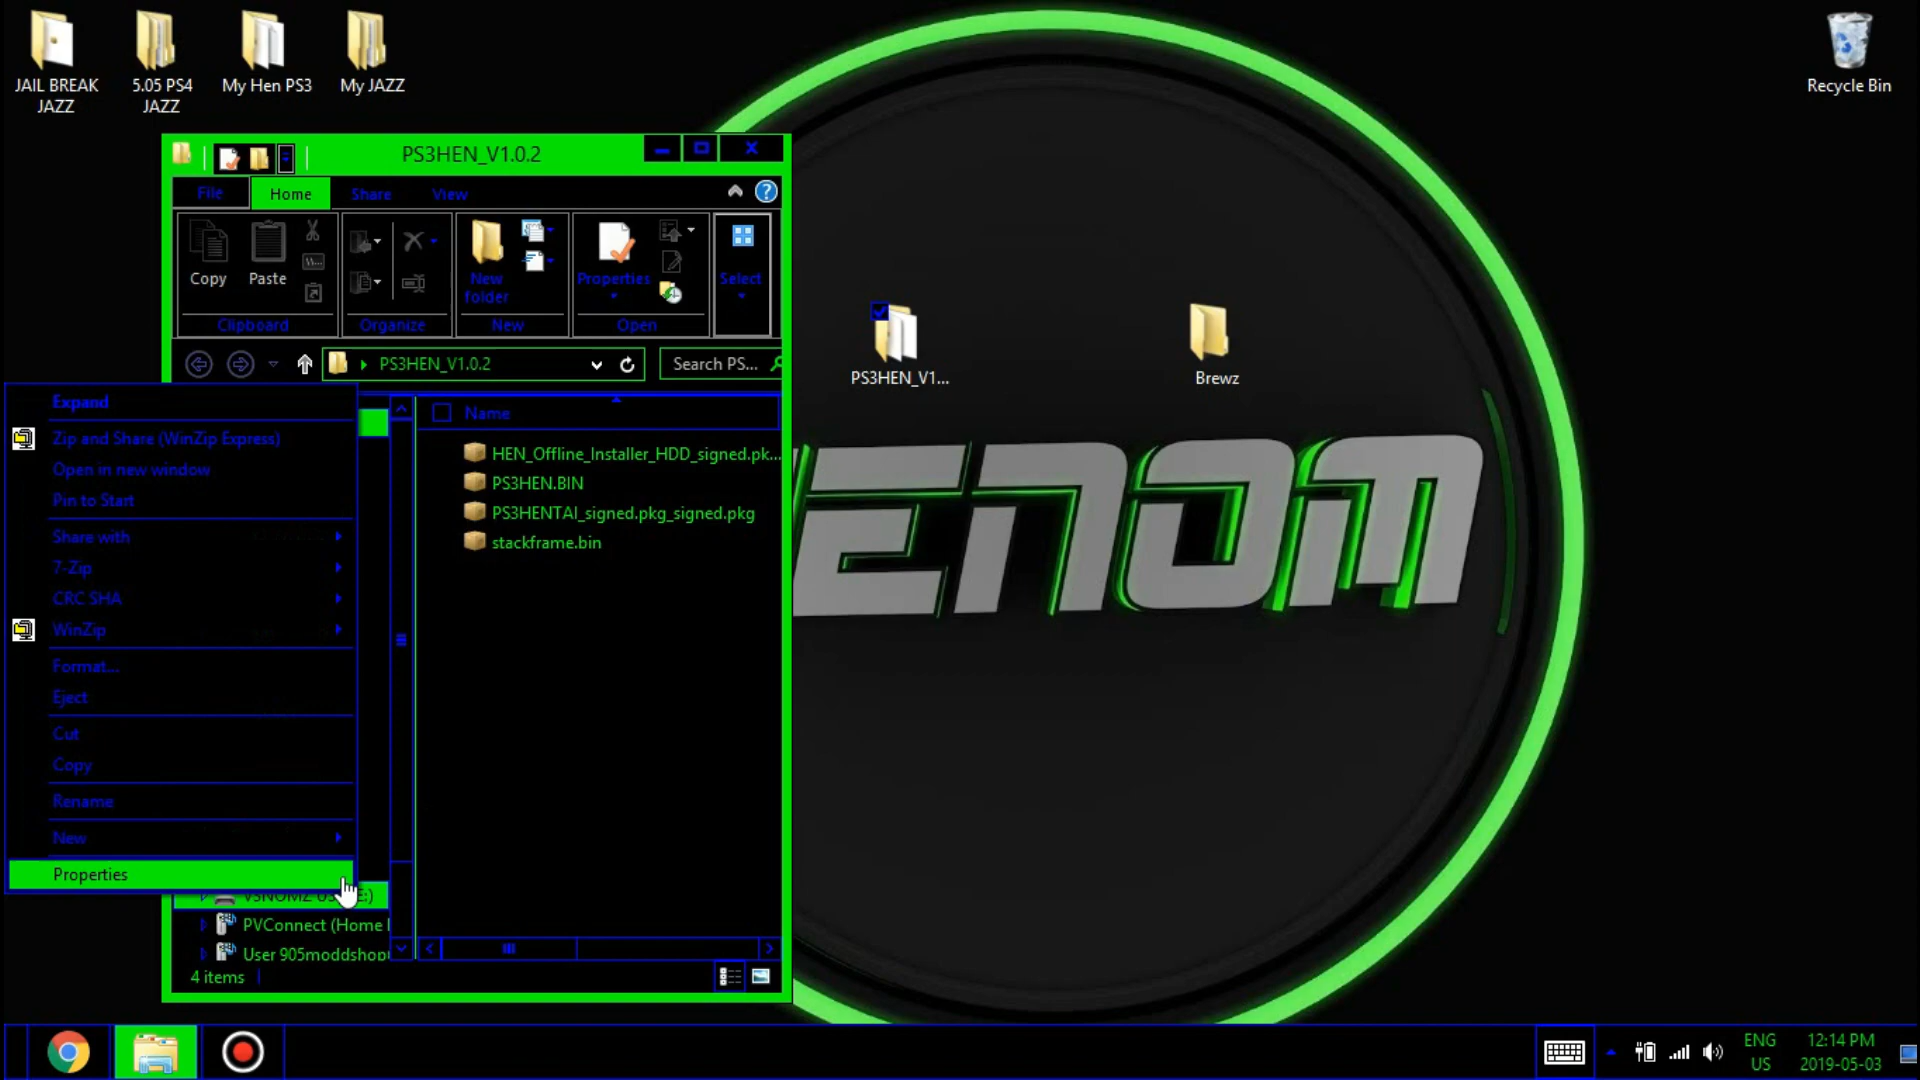 JAIL BREAK
JAZZ
5.05 PS4
JAZZ
My Hen PS3
My JAZZ
Recycle Bin
PS3HEN_V1.0.2
File
Home
Share
View
Copy
Paste
New
folder
Properties
Select
Clipboard
Organize
New
Open
PS3HEN_V1.0.2
Search PS...
PS3HEN_V1...
Brewz
Expand
Zip and Share (WinZip Express)
Open in new window
Pin to Start
Share with
7-Zip
CRC SHA
WinZip
Format...
Eject
Cut
Copy
Rename
New
Properties
Name
HEN_Offline_Installer_HDD_signed.pk...
PS3HEN.BIN
PS3HENTAI_signed.pkg_signed.pkg
stackframe.bin
ENOM
PVConnect (Home
User 905moddshop
4 items
ENG
US
12:14 PM
2019-05-03